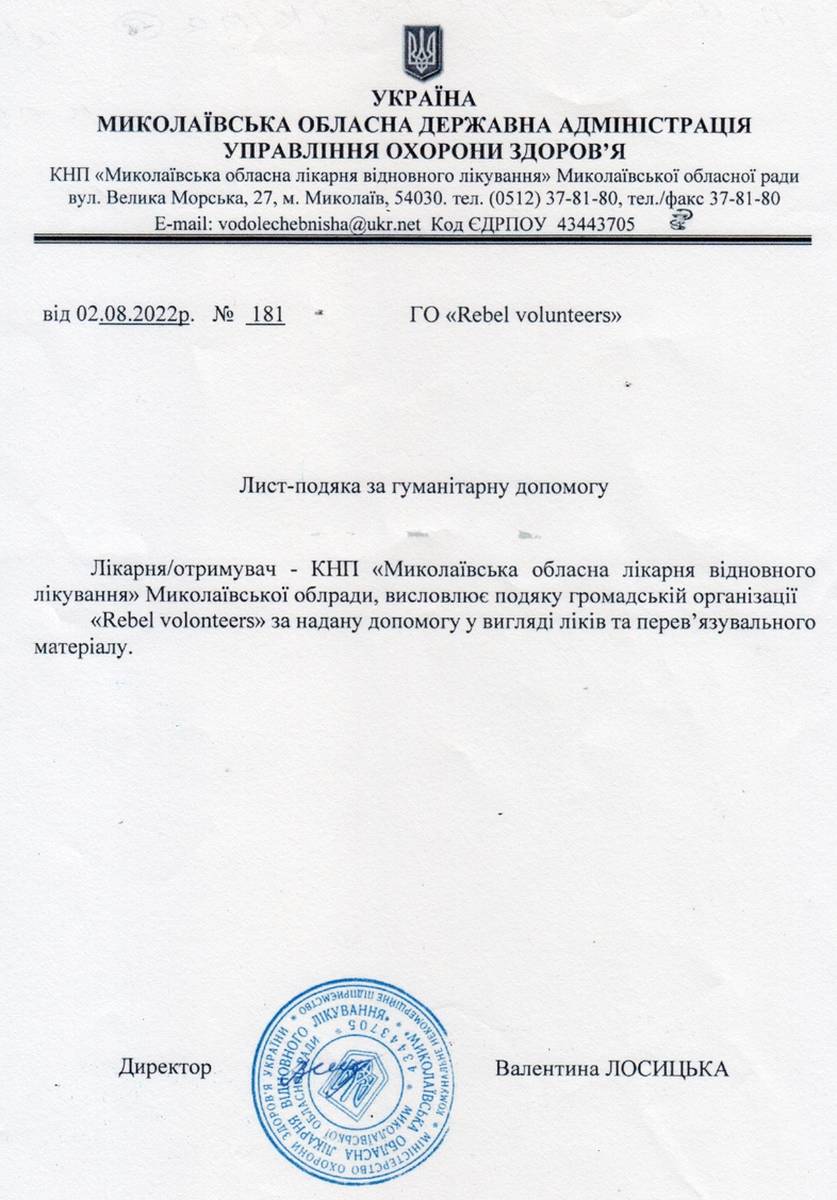 УКРАЇНА
МИКОЛАЇВСЬКА ОБЛАСНА ДЕРЖАВНА АДМІНІСТРАЦІЯ
УПРАВЛІННЯ ОХОРОНИ ЗДОРОВ’Я
КНП «Миколаївська обласна лікарня відновного лікування» Миколаївської обласної ради
вул. Велика Морська, 27, м. Миколаїв, 54030. тел. (0512) 37-81-80, тел./факс 37-81-80
E-mail: vodolechebnisha@ukr.net Код ЄДРПОУ 43443705
від 02.08.2022р. № 181 ГО «Rebel volunteers»
Лист-подяка за гуманітарну допомогу
Лікарня/отримувач - КНП «Миколаївська обласна лікарня відновного
лікування» Миколаївської облради, висловлює подяку громадській організації
«Rebel volonteers» за надану допомогу у вигляді ліків та перев’язувального
матеріалу.
Директор Валентина ЛОСИЦЬКА
МІНІСТЕРСТВО ОХОРОНИ ЗДОРОВ'Я УКРАЇНИ * КОМУНАЛЬНЕ НЕКОМЕРЦІЙНЕ ПІДПРИЄМСТВО *
«МИКОЛАЇВСЬКА ОБЛАСНА ЛІКАРНЯ ВІДНОВНОГО ЛІКУВАННЯ»
МИКОЛАЇВСЬКОЇ ОБЛАСНОЇ РАДИ * 43443705 *